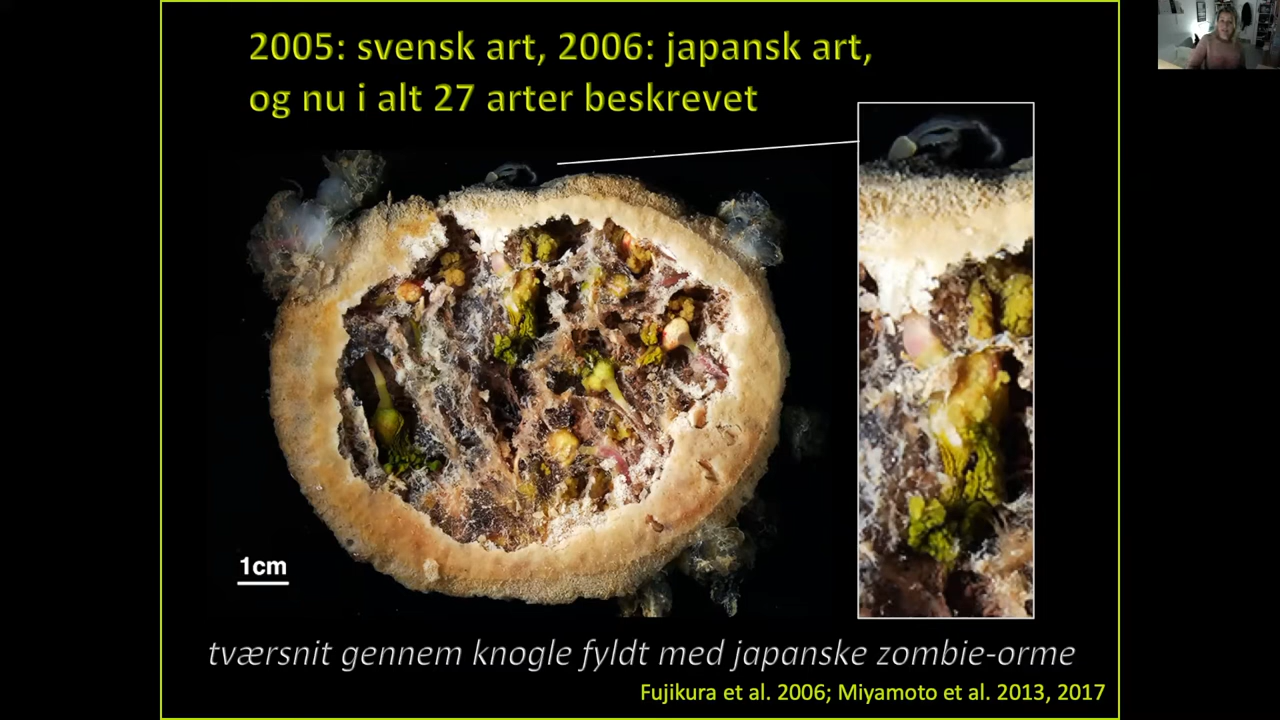 2005: svensk art, 2006: japansk art,
og nu i alt 27 arter beskrevet
1cm
tværsnit gennem knogle fyldt med japanske zombie-orme
Fujikura et al. 2006; Miyamoto et al. 2013, 2017